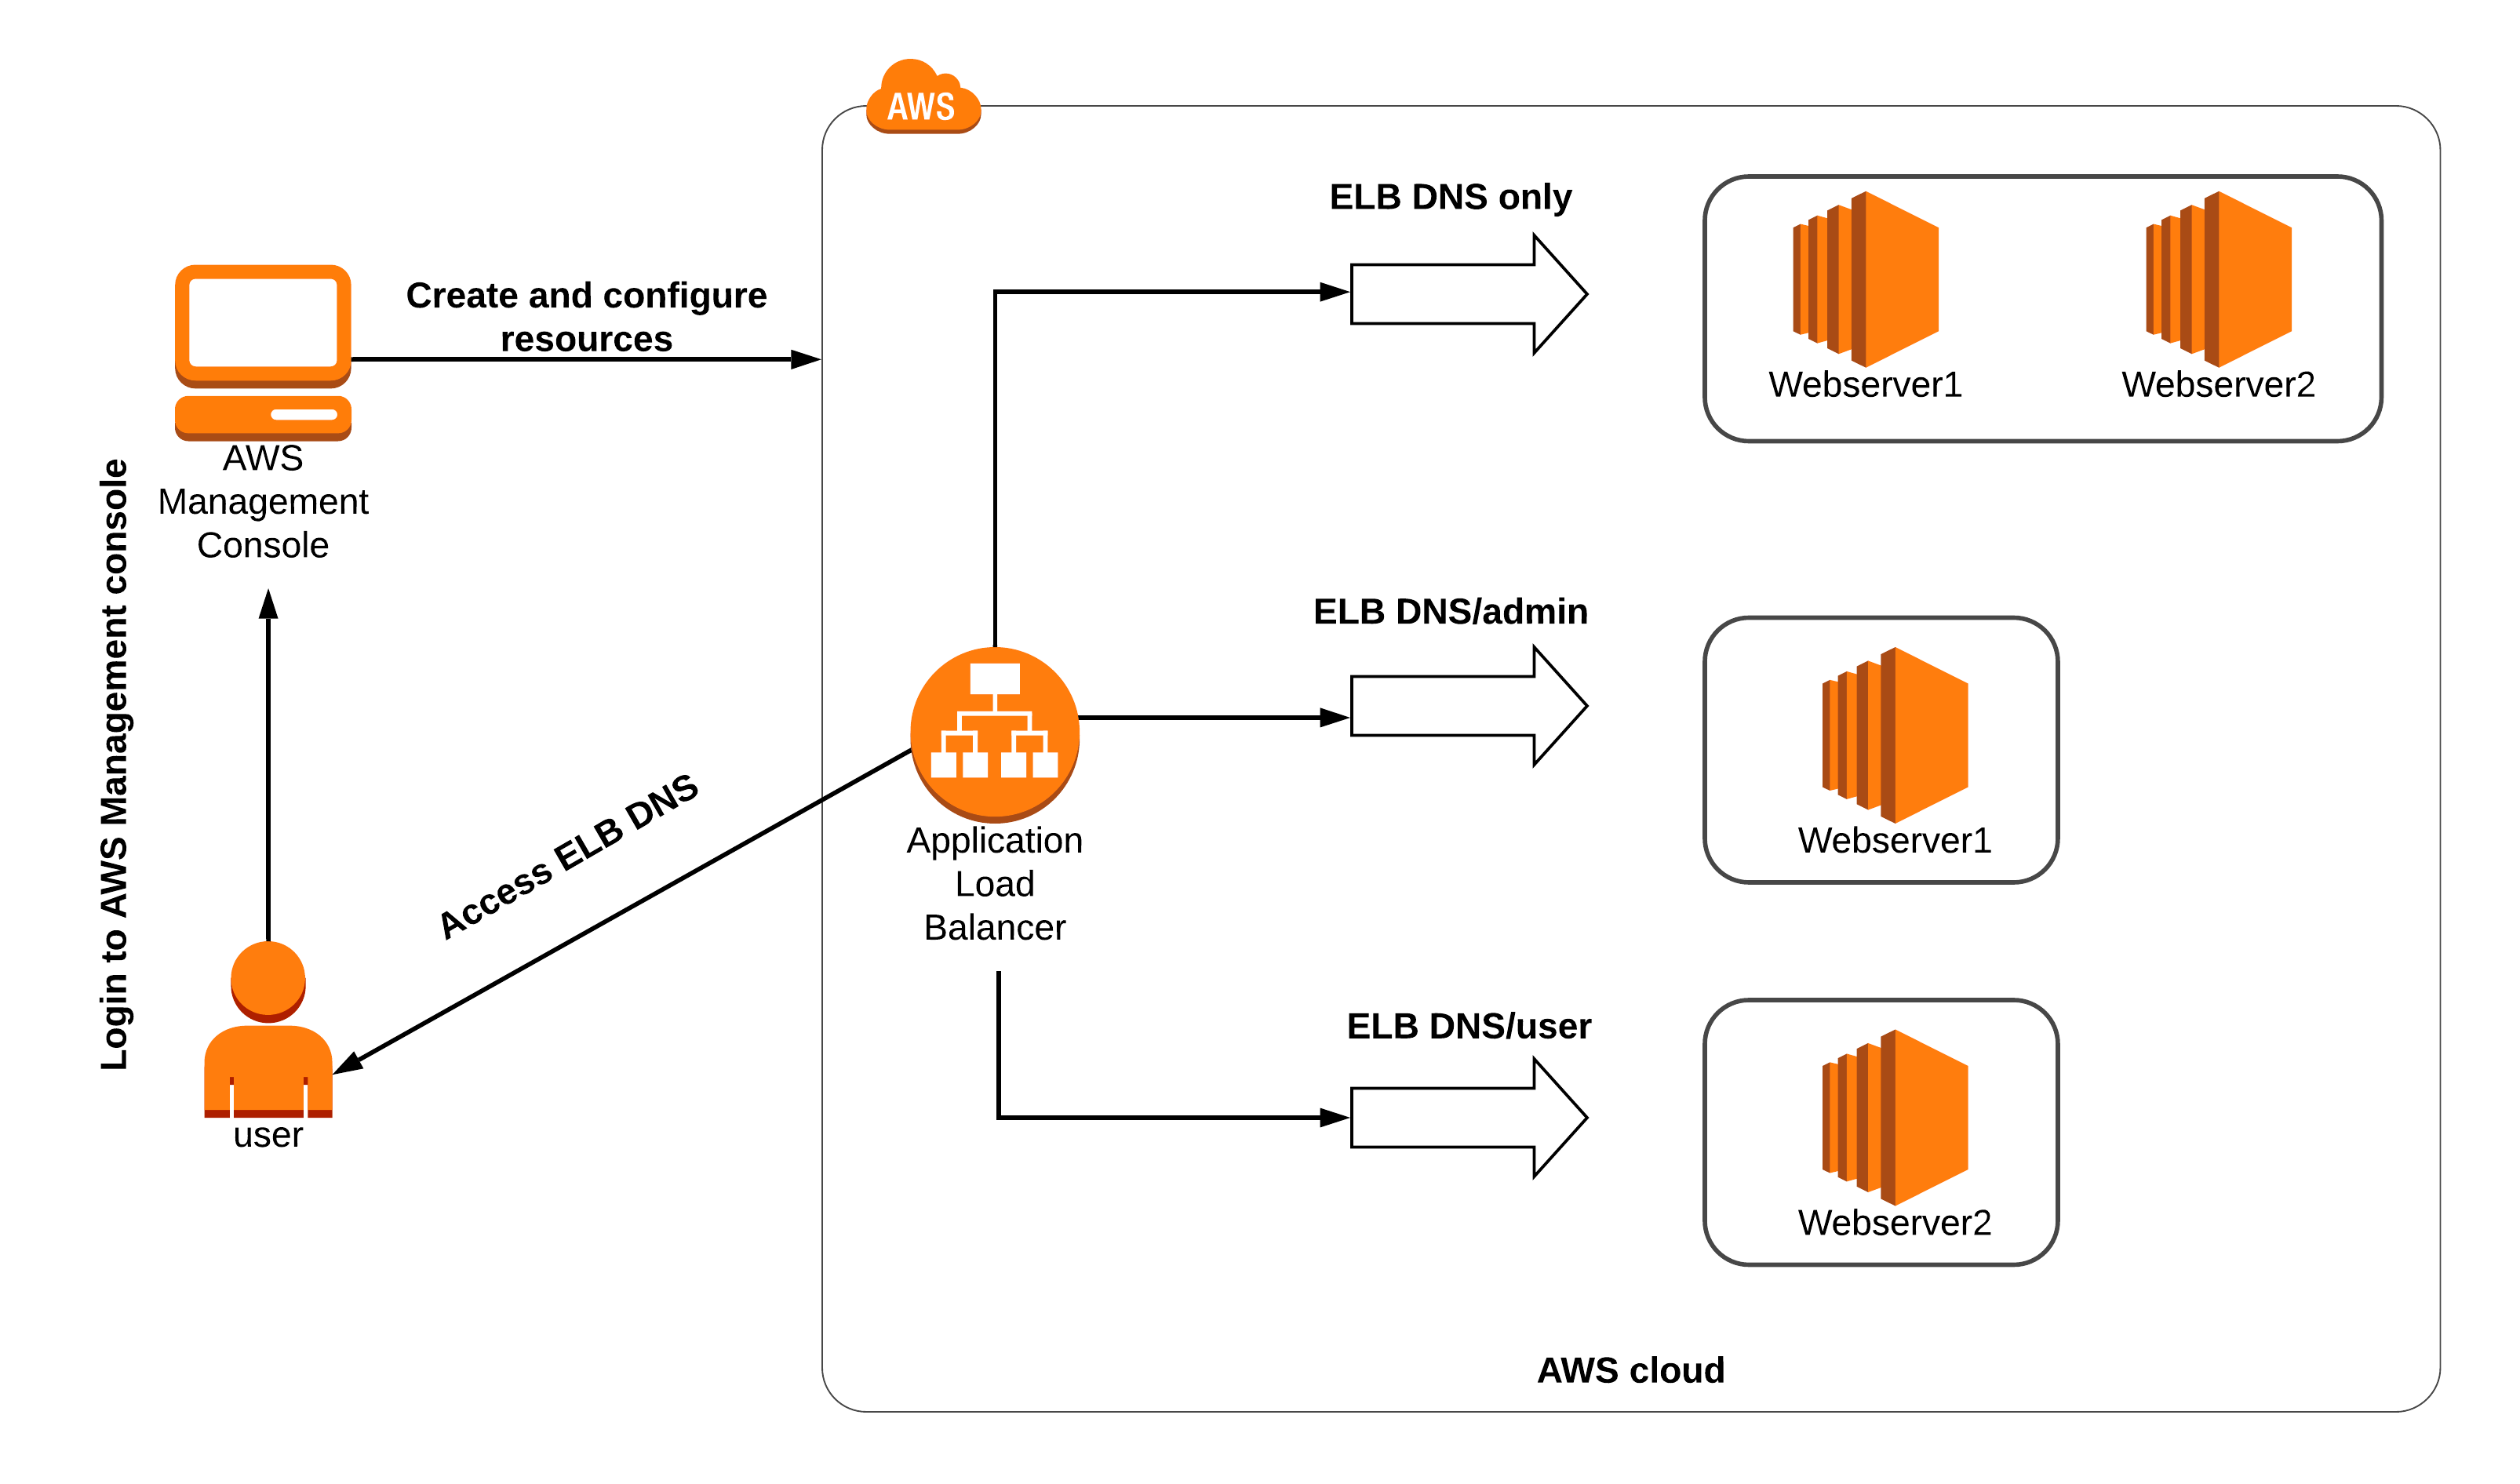 AWS
ELB DNS only
Create and configure
resources
Webserver1
Webserver2
AWS
Management
Console
Login to AWS Management console
ELB DNS/admin
Access ELB DNS
Application
Load
Balancer
Webserver1
ELB DNS/user
user
Webserver2
AWS cloud